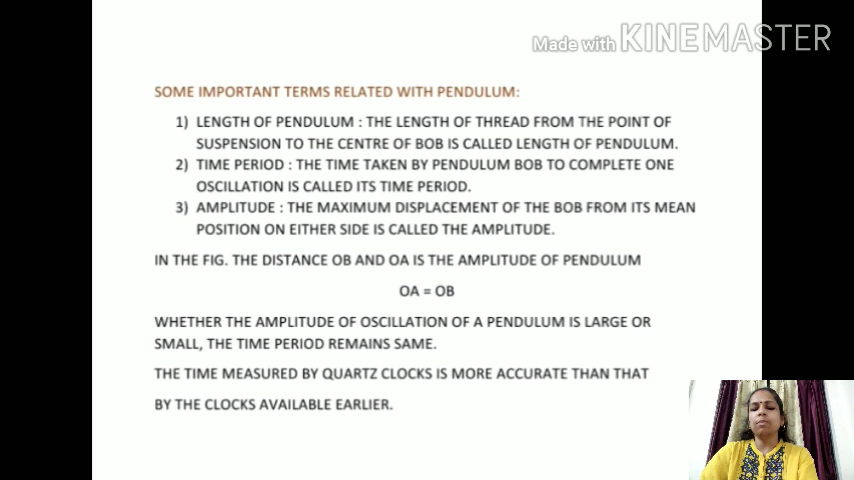 Made with KINEMASTER
SOME IMPORTANT TERMS RELATED WITH PENDULUM:
1) LENGTH OF PENDULUM : THE LENGTH OF THREAD FROM THE POINT OF
SUSPENSION TO THE CENTRE OF BOB IS CALLED LENGTH OF PENDULUM.
2) TIME PERIOD : THE TIME TAKEN BY PENDULUM BOB TO COMPLETE ONE
OSCILLATION IS CALLED ITS TIME PERIOD.
3) AMPLITUDE : THE MAXIMUM DISPLACEMENT OF THE BOB FROM ITS MEAN
POSITION ON EITHER SIDE IS CALLED THE AMPLITUDE.
IN THE FIG. THE DISTANCE OB AND OA IS THE AMPLITUDE OF PENDULUM
OA = OB
WHETHER THE AMPLITUDE OF OSCILLATION OF A PENDULUM IS LARGE OR
SMALL, THE TIME PERIOD REMAINS SAME.
THE TIME MEASURED BY QUARTZ CLOCKS IS MORE ACCURATE THAN THAT
BY THE CLOCKS AVAILABLE EARLIER.